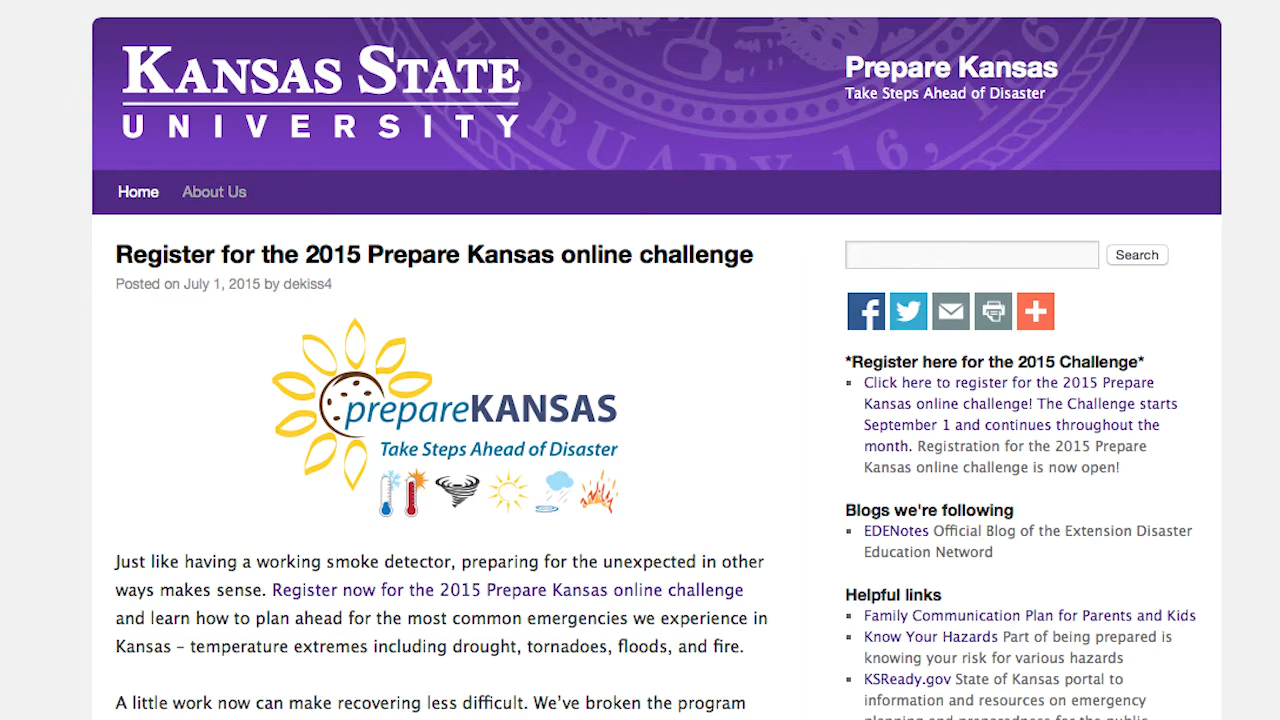 KANSAS STATE
UNIVERSITY
FEBRUARY 16, 186
Prepare Kansas
Take Steps Ahead of Disaster
Home
About Us
Register for the 2015 Prepare Kansas online challenge
Posted on July 1, 2015 by dekiss4
prepareKANSAS
Take Steps Ahead of Disaster
Just like having a working smoke detector, preparing for the unexpected in other
ways makes sense. Register now for the 2015 Prepare Kansas online challenge
and learn how to plan ahead for the most common emergencies we experience in
Kansas – temperature extremes including drought, tornadoes, floods, and fire.
A little work now can make recovering less difficult. We've broken the program
Search
*Register here for the 2015 Challenge*
Click here to register for the 2015 Prepare
Kansas online challenge! The Challenge starts
September 1 and continues throughout the
month. Registration for the 2015 Prepare
Kansas online challenge is now open!
Blogs we're following
EDENotes Official Blog of the Extension Disaster
Education Netword
Helpful links
Family Communication Plan for Parents and Kids
Know Your Hazards Part of being prepared is
knowing your risk for various hazards
KSReady.gov State of Kansas portal to
information and resources on emergency
planning and preparedness for the public